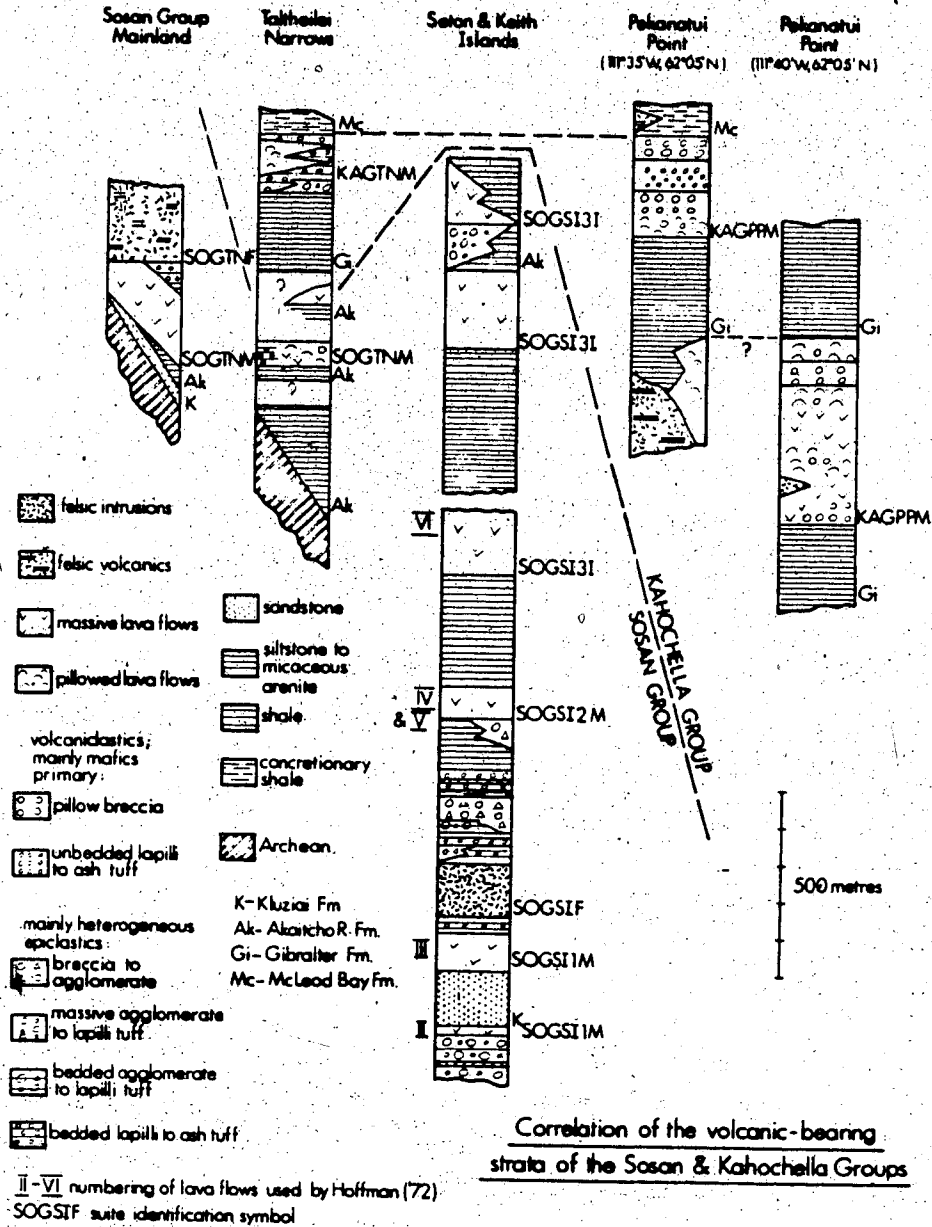 Sosan Group
Mainland
Taltheilei
Narrows
Seton & Keith
Islands
Pekanatui
Point
(111°35'W, 62°05'N)
Pekanatui
Point
(111°40'W, 62°05'N)
Mc
KAGTNM
Gi
Ak
SOGTNM
Ak
Ak
SOGTNF
SOGTNM
Ak
K
SOGSI3I
Ak
SOGSI3I
VI
SOGSI3I
IV
& V
SOGSI2M
SOGSIF
III
SOGSI1M
K
II
SOGSI1M
Mc
KAGPPM
Gi
?
Gi
KAGPPM
Gi
KAHOCHELLA GROUP
SOSAN GROUP
500 metres
felsic intrusions
felsic volcanics
massive lava flows
pillowed lava flows
volcaniclastics;
mainly mafics
primary:
pillow breccia
unbedded lapilli
to ash tuff
mainly heterogeneous
epiclastics:
breccia to
agglomerate
massive agglomerate
to lapilli tuff
bedded agglomerate
to lapilli tuff
bedded lapilli to ash tuff
sandstone
siltstone to
micaceous
arenite
shale
concretionary
shale
Archean.
K-Kluziai Fm
Ak-Akaitcho R. Fm.
Gi-Gibralter Fm.
Mc-McLeod Bay Fm.
II-VI numbering of lava flows used by Hoffman ('72)
SOGSIF suite identification symbol
Correlation of the volcanic-bearing
strata of the Sosan & Kahochella Groups